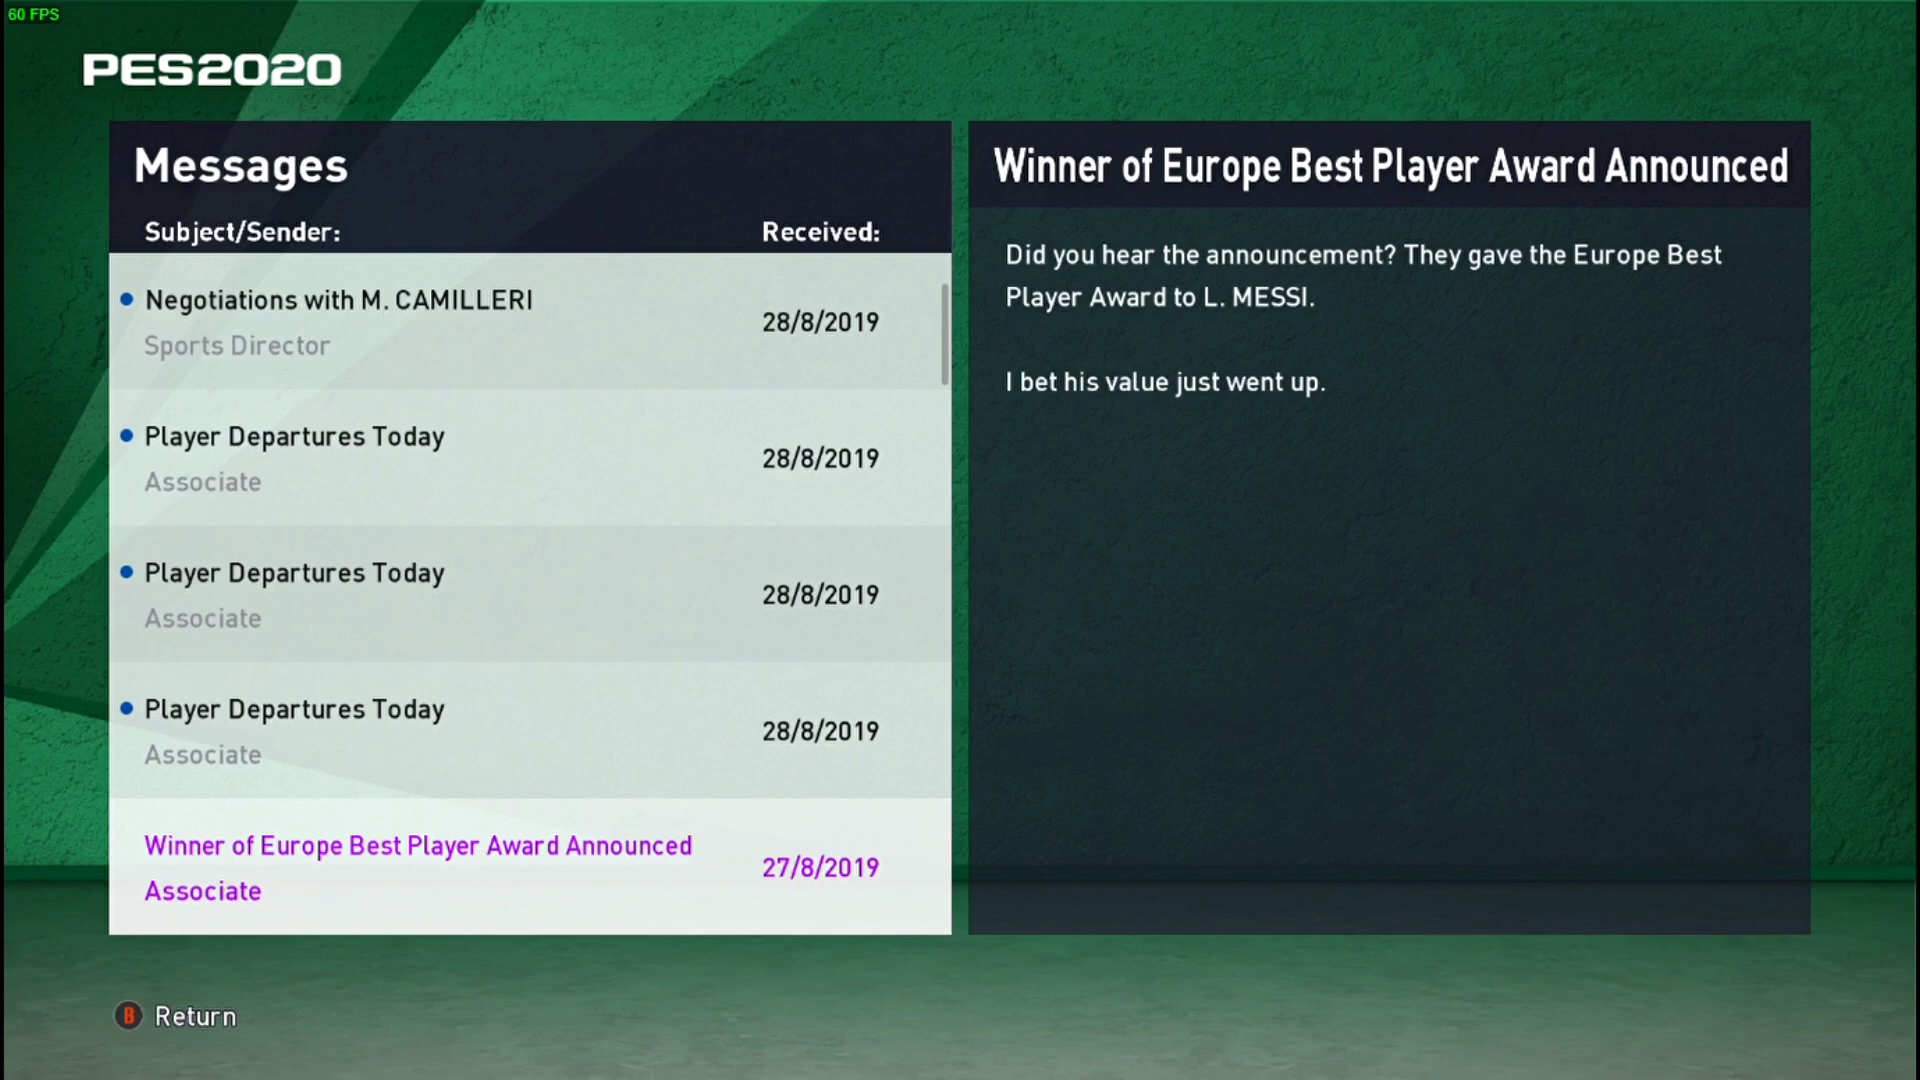 60 FPS
PES2020
Messages
Subject/Sender: Received:
Negotiations with M. CAMILLERI
Sports Director
28/8/2019
Player Departures Today
Associate
28/8/2019
Player Departures Today
Associate
28/8/2019
Player Departures Today
Associate
28/8/2019
Winner of Europe Best Player Award Announced
Associate
27/8/2019
Winner of Europe Best Player Award Announced
Did you hear the announcement? They gave the Europe Best
Player Award to L. MESSI.
I bet his value just went up.
B Return